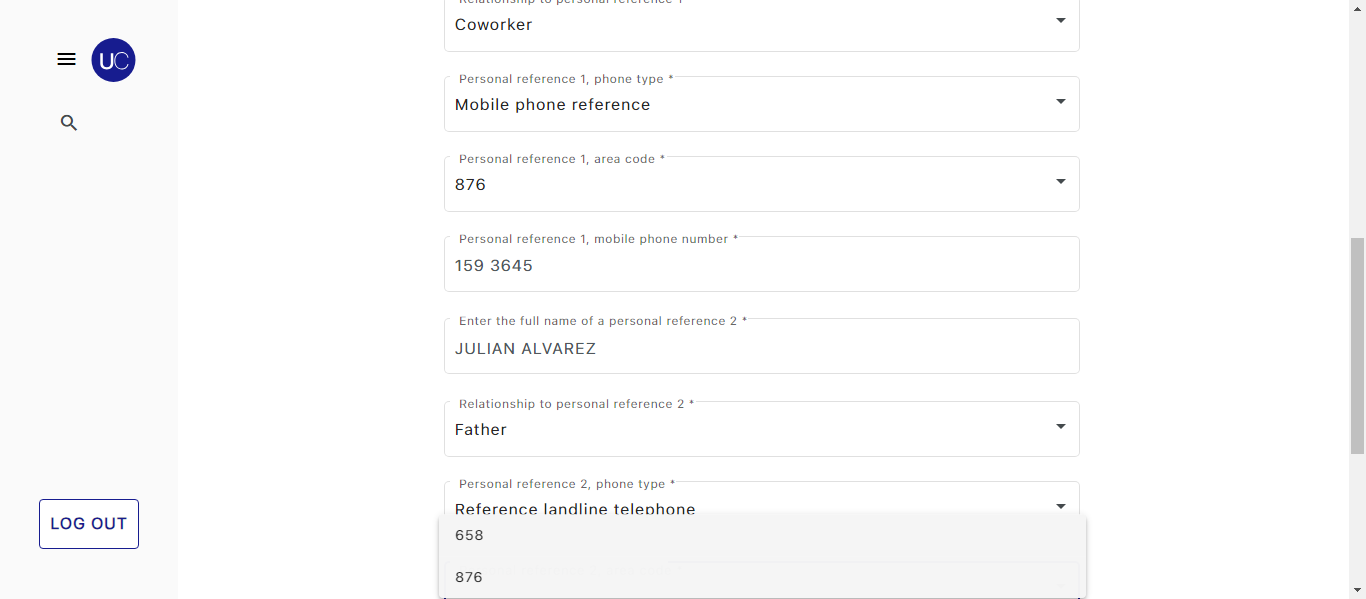 Relationship to personal reference 1
Coworker
UC
Personal reference 1, phone type *
Mobile phone reference
Personal reference 1, area code *
876
Personal reference 1, mobile phone number *
159 3645
Enter the full name of a personal reference 2 *
JULIAN ALVAREZ
Relationship to personal reference 2 *
Father
Personal reference 2, phone type *
Reference landline telephone
LOG OUT
658
876